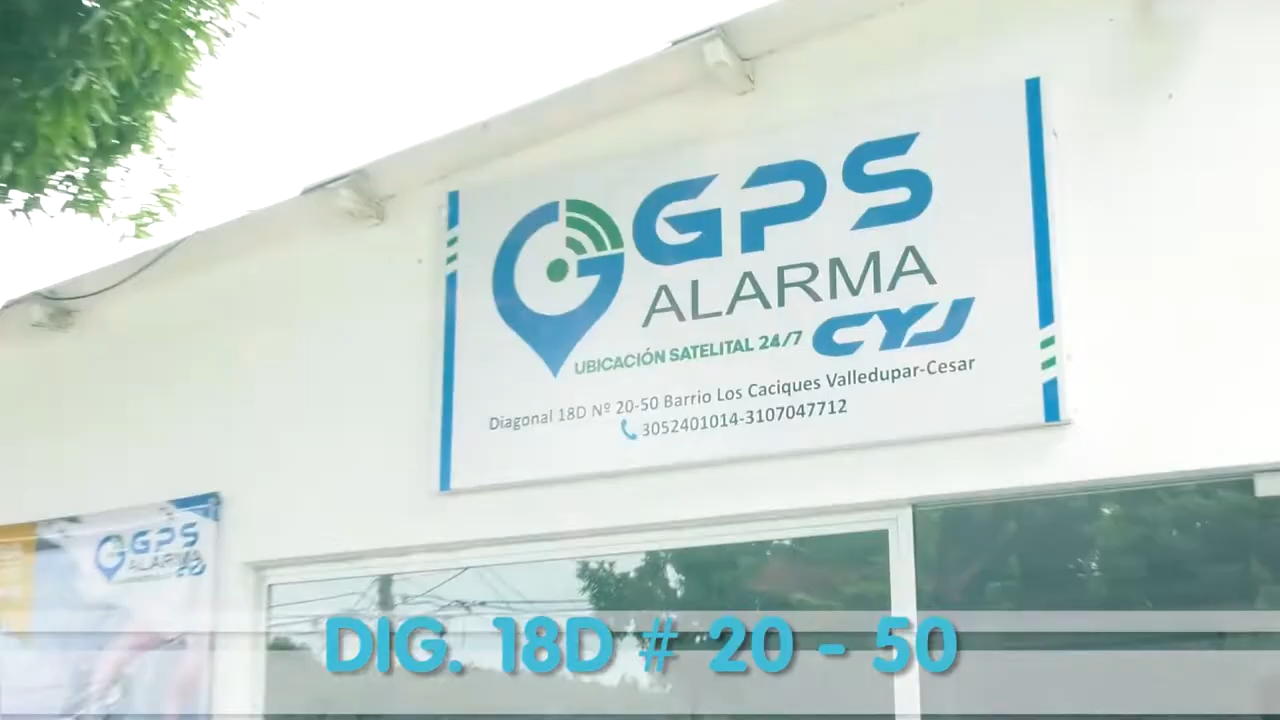 GPS
ALARMA
UBICACIÓN SATELITAL 24/7 CYJ
Diagonal 18D Nº 20-50 Barrio Los Caciques Valledupar-Cesar
3052401014-3107047712
GPS
ALARMA
DIG. 18D # 20 - 50